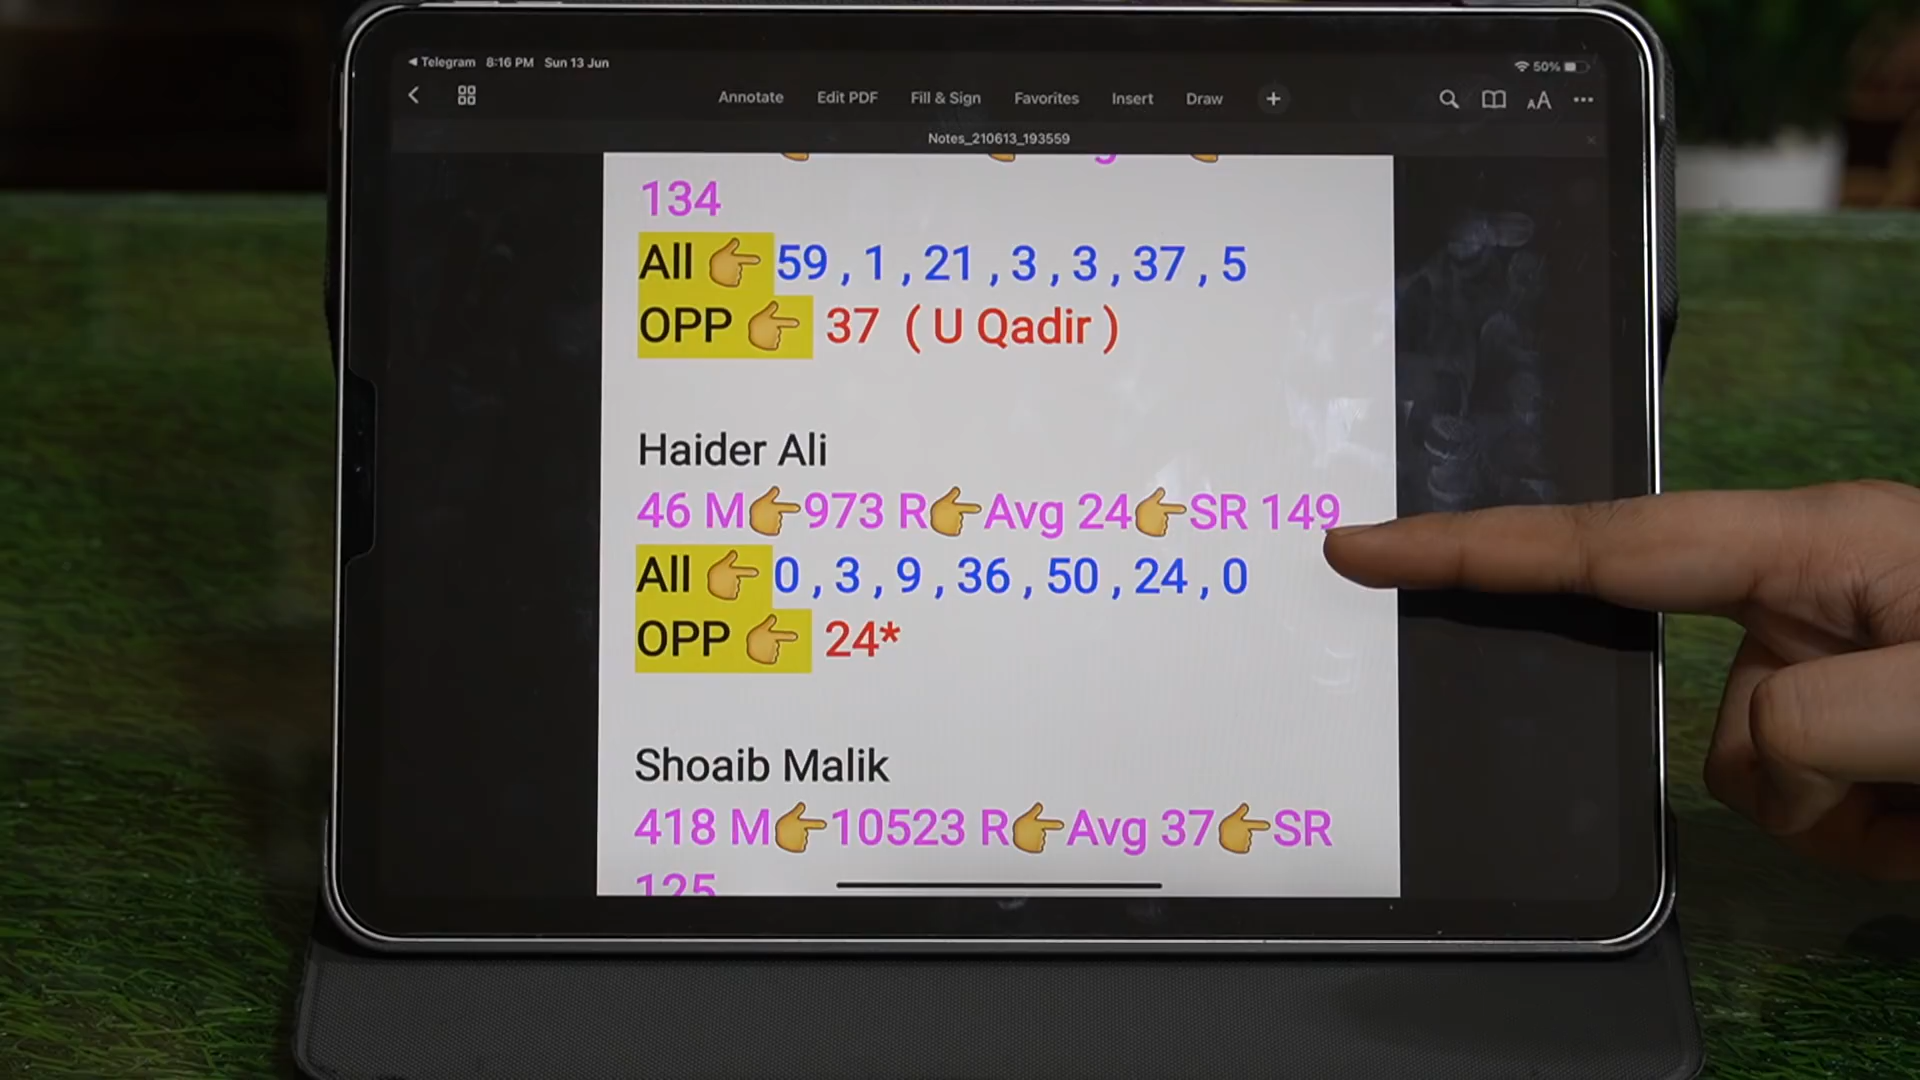 ◀ Telegram 8:16 PM Sun 13 Jun 50%
Annotate Edit PDF Fill & Sign Favorites Insert Draw + AA
Notes_210613_193559
134
All 👉 59 , 1 , 21 , 3 , 3 , 37 , 5
OPP 👉 37 ( U Qadir )
Haider Ali
46 M👉973 R👉Avg 24👉SR 149
All 👉 0 , 3 , 9 , 36 , 50 , 24 , 0
OPP 👉 24*
Shoaib Malik
418 M👉10523 R👉Avg 37👉SR
125